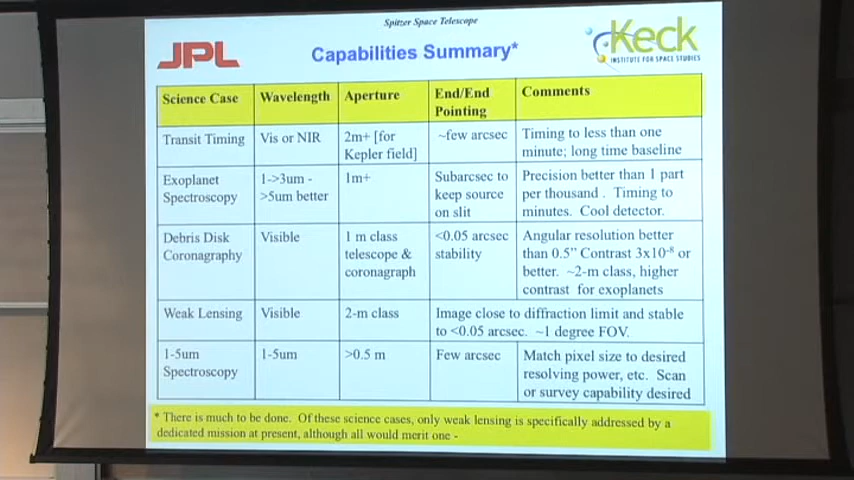 Spitzer Space Telescope
JPL
Capabilities Summary*
Keck
INSTITUTE FOR SPACE STUDIES
Science Case Wavelength Aperture End/End Pointing Comments
Transit Timing Vis or NIR 2m+ [for Kepler field] ~few arcsec Timing to less than one minute; long time baseline
Exoplanet Spectroscopy 1->3um - >5um better 1m+ Subarcsec to keep source on slit Precision better than 1 part per thousand . Timing to minutes. Cool detector.
Debris Disk Coronagraphy Visible 1 m class telescope & coronagraph <0.05 arcsec stability Angular resolution better than 0.5" Contrast 3x10⁻⁸ or better. ~2-m class, higher contrast for exoplanets
Weak Lensing Visible 2-m class Image close to diffraction limit and stable to <0.05 arcsec. ~1 degree FOV.
1-5um Spectroscopy 1-5um >0.5 m Few arcsec Match pixel size to desired resolving power, etc. Scan or survey capability desired
* There is much to be done. Of these science cases, only weak lensing is specifically addressed by a
dedicated mission at present, although all would merit one -